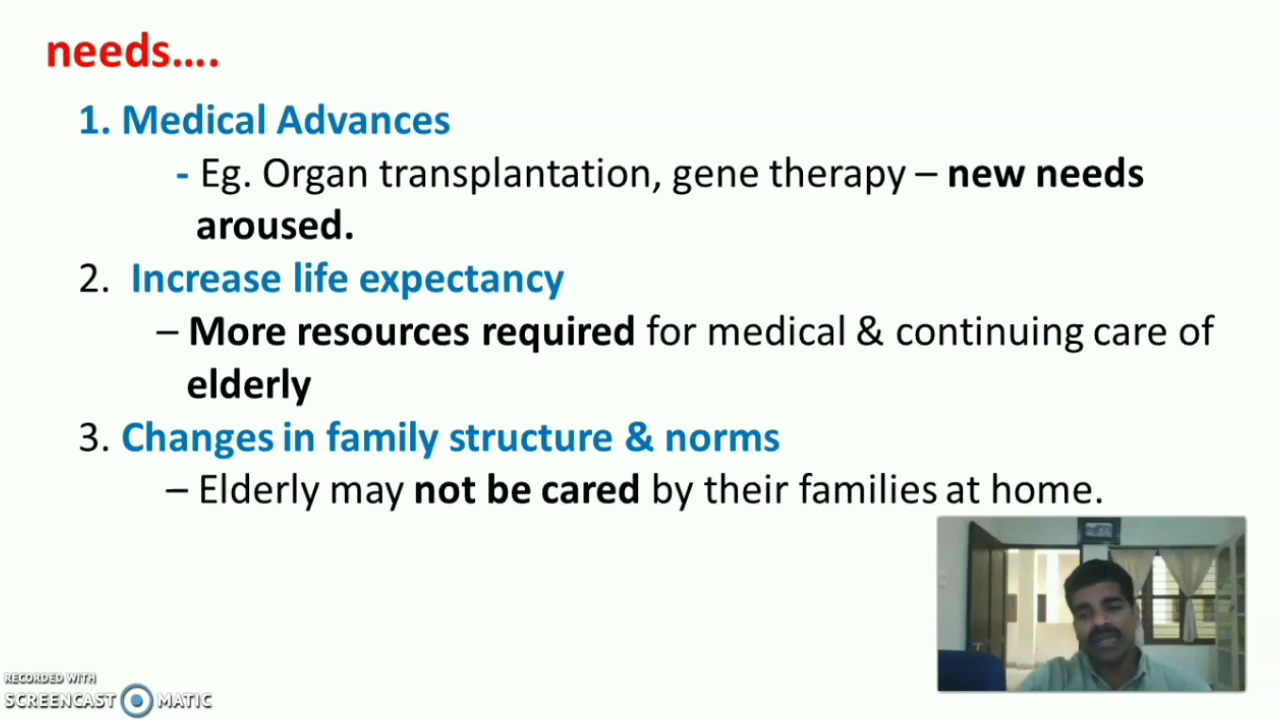 needs….
1. Medical Advances
- Eg. Organ transplantation, gene therapy – new needs
aroused.
2. Increase life expectancy
– More resources required for medical & continuing care of
elderly
3. Changes in family structure & norms
– Elderly may not be cared by their families at home.
RECORDED WITH
SCREENCAST MATIC